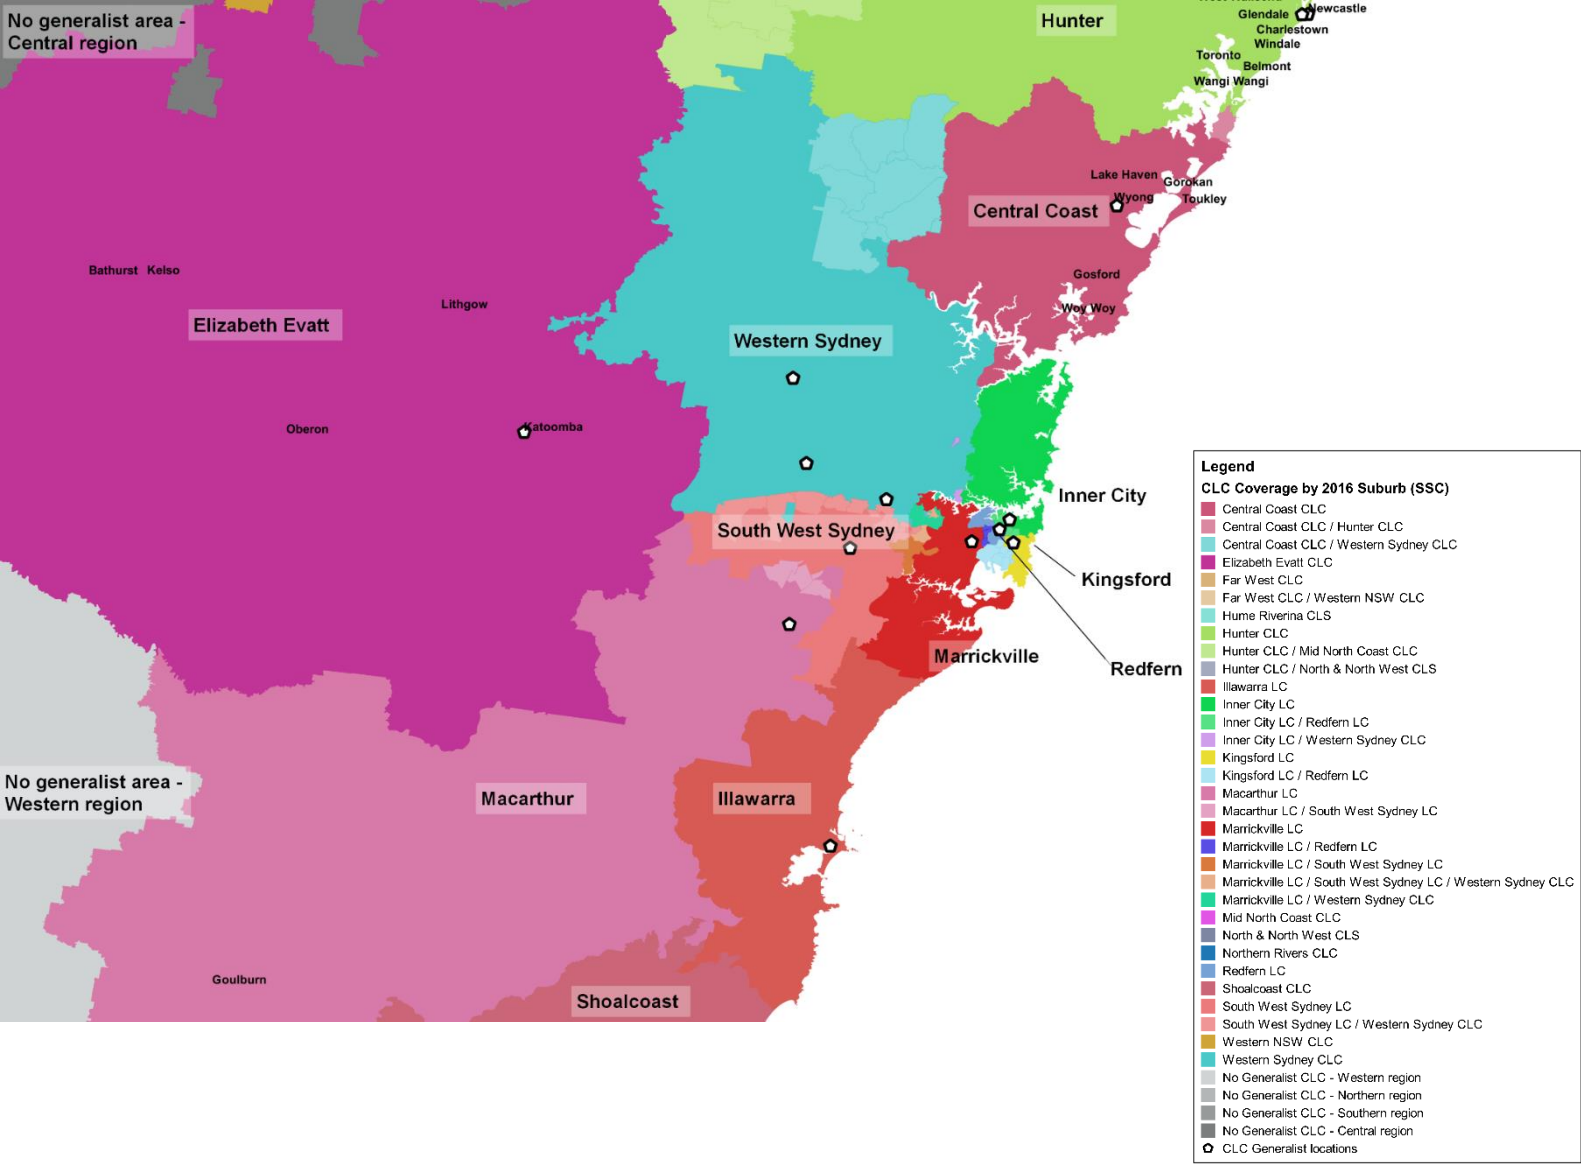 No generalist area -
Central region
Hunter
Newcastle
Glendale
Charlestown
Windale
Toronto
Belmont
Wangi Wangi
Lake Haven
Gorokan
Wyong
Toukley
Central Coast
Bathurst Kelso
Gosford
Lithgow
Woy Woy
Elizabeth Evatt
Western Sydney
Oberon
Katoomba
Inner City
South West Sydney
Kingsford
Marrickville
Redfern
No generalist area -
Western region
Macarthur
Illawarra
Goulburn
Shoalcoast
Legend
CLC Coverage by 2016 Suburb (SSC)
Central Coast CLC
Central Coast CLC / Hunter CLC
Central Coast CLC / Western Sydney CLC
Elizabeth Evatt CLC
Far West CLC
Far West CLC / Western NSW CLC
Hume Riverina CLS
Hunter CLC
Hunter CLC / Mid North Coast CLC
Hunter CLC / North & North West CLS
Illawarra LC
Inner City LC
Inner City LC / Redfern LC
Inner City LC / Western Sydney CLC
Kingsford LC
Kingsford LC / Redfern LC
Macarthur LC
Macarthur LC / South West Sydney LC
Marrickville LC
Marrickville LC / Redfern LC
Marrickville LC / South West Sydney LC
Marrickville LC / South West Sydney LC / Western Sydney CLC
Marrickville LC / Western Sydney CLC
Mid North Coast CLC
North & North West CLS
Northern Rivers CLC
Redfern LC
Shoalcoast CLC
South West Sydney LC
South West Sydney LC / Western Sydney CLC
Western NSW CLC
Western Sydney CLC
No Generalist CLC - Western region
No Generalist CLC - Northern region
No Generalist CLC - Southern region
No Generalist CLC - Central region
CLC Generalist locations